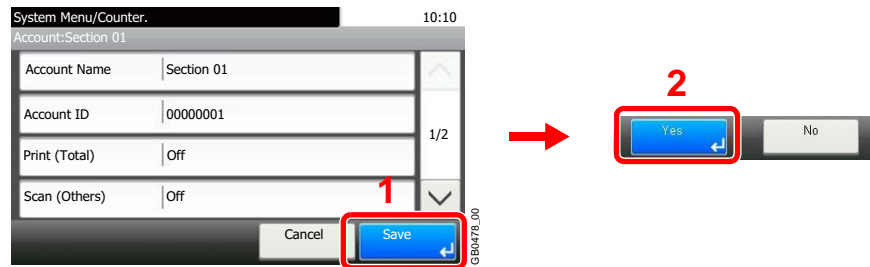 System Menu/Counter.
10:10
Account:Section 01
Account Name Section 01
Account ID 00000001
1/2
Print (Total) Off
Scan (Others) Off
1
Cancel Save
GB0478_00
2
Yes No